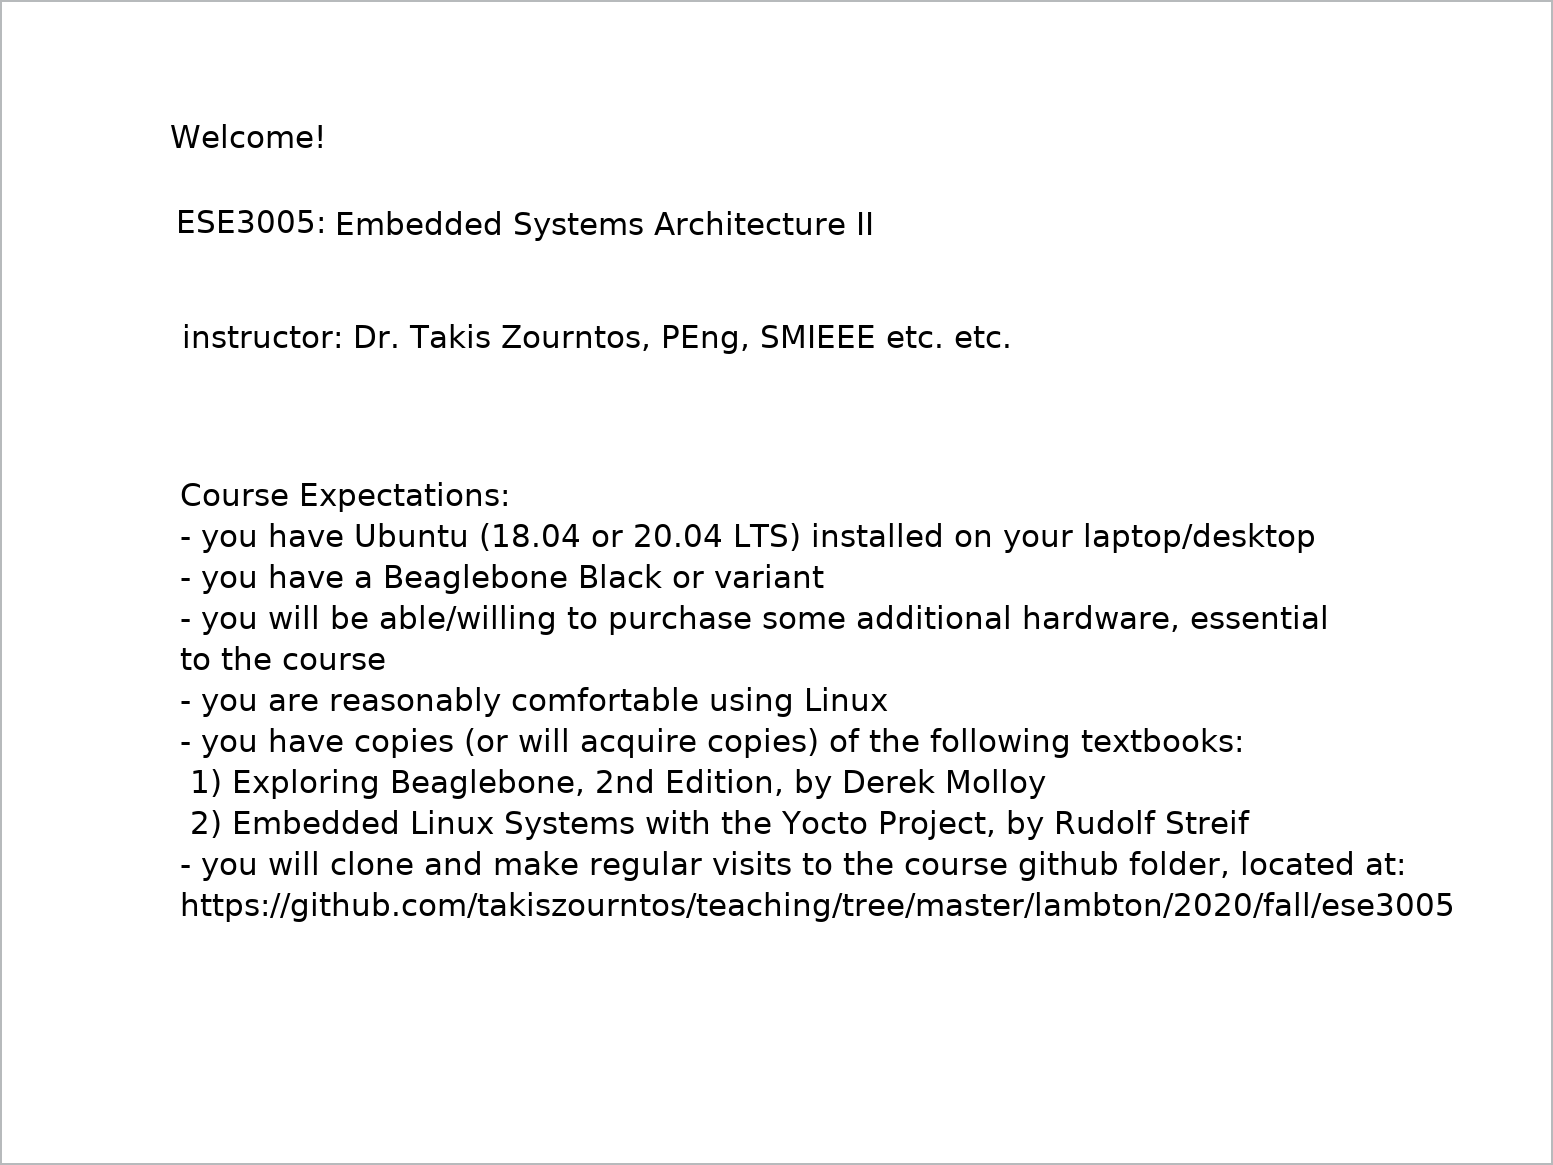 Welcome!
ESE3005: Embedded Systems Architecture II
instructor: Dr. Takis Zourntos, PEng, SMIEEE etc. etc.
Course Expectations:
- you have Ubuntu (18.04 or 20.04 LTS) installed on your laptop/desktop
- you have a Beaglebone Black or variant
- you will be able/willing to purchase some additional hardware, essential
to the course
- you are reasonably comfortable using Linux
- you have copies (or will acquire copies) of the following textbooks:
1) Exploring Beaglebone, 2nd Edition, by Derek Molloy
2) Embedded Linux Systems with the Yocto Project, by Rudolf Streif
- you will clone and make regular visits to the course github folder, located at:
https://github.com/takiszourntos/teaching/tree/master/lambton/2020/fall/ese3005